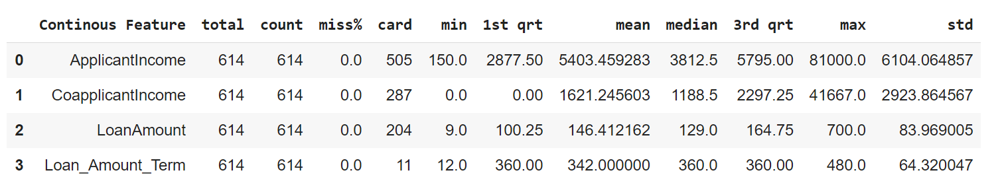 Continous Feature total count miss% card min 1st qrt mean median 3rd qrt max std
0 ApplicantIncome 614 614 0.0 505 150.0 2877.50 5403.459283 3812.5 5795.00 81000.0 6104.064857
1 CoapplicantIncome 614 614 0.0 287 0.0 0.00 1621.245603 1188.5 2297.25 41667.0 2923.864567
2 LoanAmount 614 614 0.0 204 9.0 100.25 146.412162 129.0 164.75 700.0 83.969005
3 Loan_Amount_Term 614 614 0.0 11 12.0 360.00 342.000000 360.0 360.00 480.0 64.320047